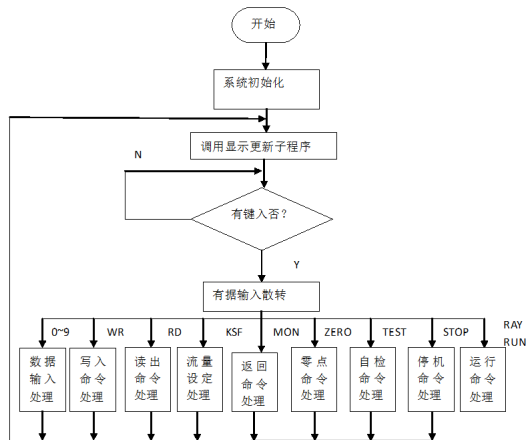 开始
系统初始化
调用显示更新子程序
N
有键入否?
Y
有据输入散转
0~9
WR
RD
KSF
MON
ZERO
TEST
STOP
RAY
RUN
数据
输入
处理
写入
命令
处理
读出
命令
处理
流量
设定
处理
返回
命令
处理
零点
命令
处理
自检
命令
处理
停机
命令
处理
运行
命令
处理